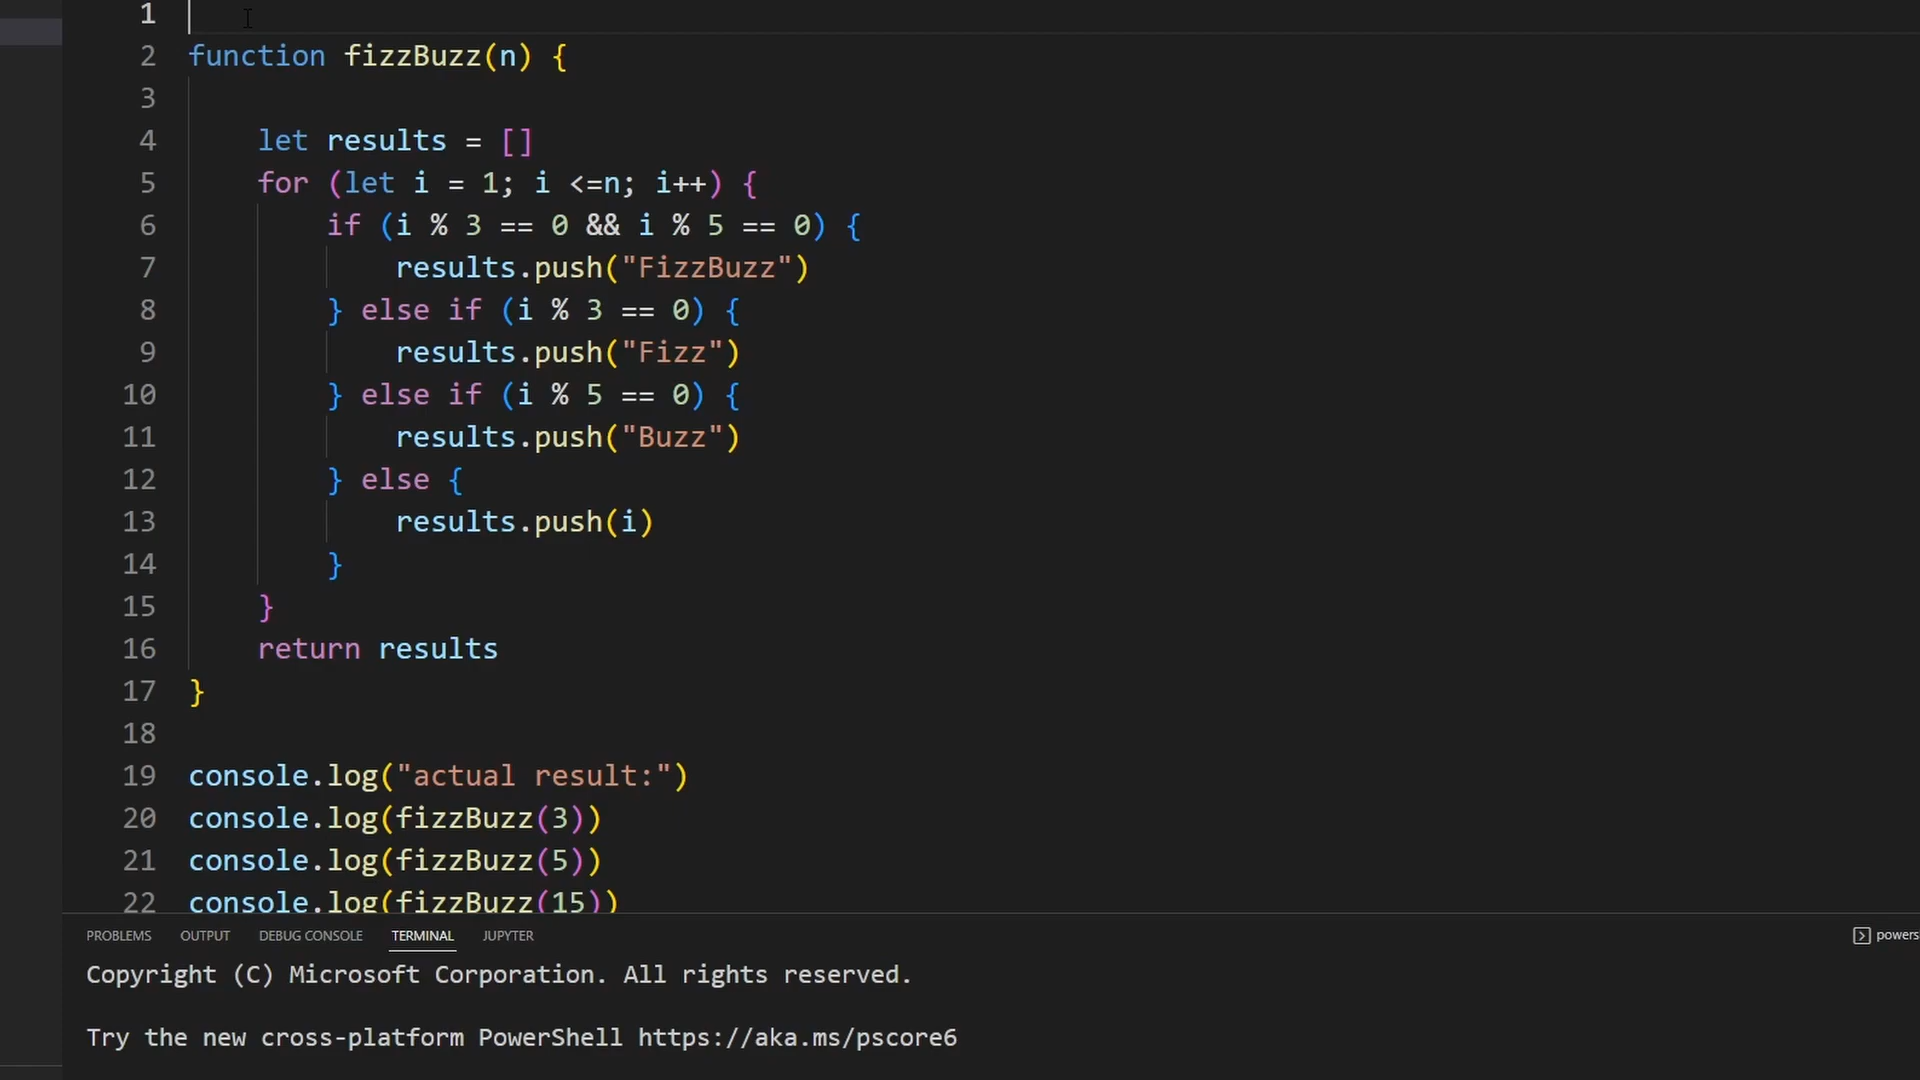 1
2 function fizzBuzz(n) {
3
4 let results = []
5 for (let i = 1; i <=n; i++) {
6 if (i % 3 == 0 && i % 5 == 0) {
7 results.push("FizzBuzz")
8 } else if (i % 3 == 0) {
9 results.push("Fizz")
10 } else if (i % 5 == 0) {
11 results.push("Buzz")
12 } else {
13 results.push(i)
14 }
15 }
16 return results
17 }
18
19 console.log("actual result:")
20 console.log(fizzBuzz(3))
21 console.log(fizzBuzz(5))
22 console.log(fizzBuzz(15))
PROBLEMS OUTPUT DEBUG CONSOLE TERMINAL JUPYTER powers
Copyright (C) Microsoft Corporation. All rights reserved.
Try the new cross-platform PowerShell https://aka.ms/pscore6